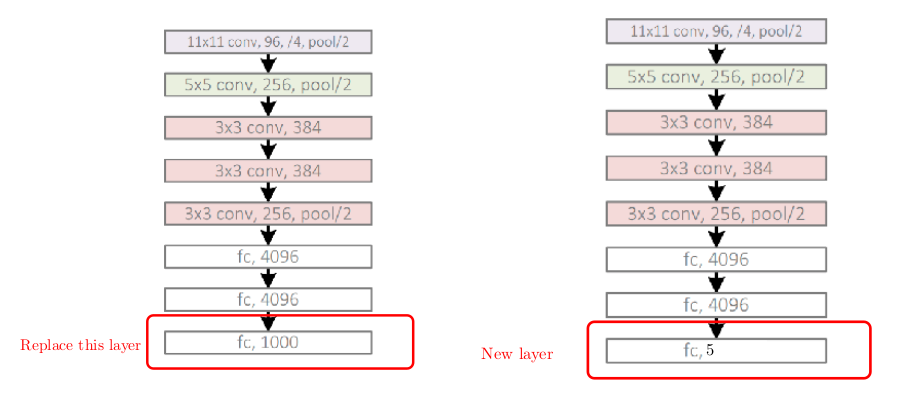 11x11 conv, 96, /4, pool/2
5x5 conv, 256, pool/2
3x3 conv, 384
3x3 conv, 384
3x3 conv, 256, pool/2
fc, 4096
fc, 4096
Replace this layer
fc, 1000
11x11 conv, 96, /4, pool/2
5x5 conv, 256, pool/2
3x3 conv, 384
3x3 conv, 384
3x3 conv, 256, pool/2
fc, 4096
fc, 4096
New layer
fc, 5